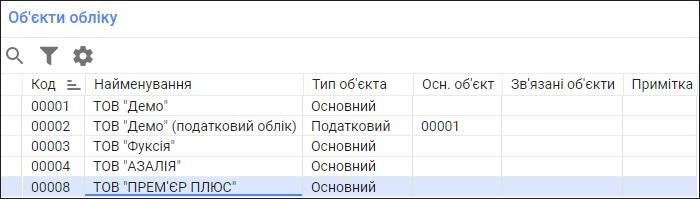 Об'єкти обліку
Код Найменування Тип об'єкта Осн. об'єкт Зв'язані об'єкти Примітка
00001 ТОВ "Демо" Основний
00002 ТОВ "Демо" (податковий облік) Податковий 00001
00003 ТОВ "Фуксія" Основний
00004 ТОВ "АЗАЛІЯ" Основний
00008 ТОВ "ПРЕМ'ЄР ПЛЮС" Основний